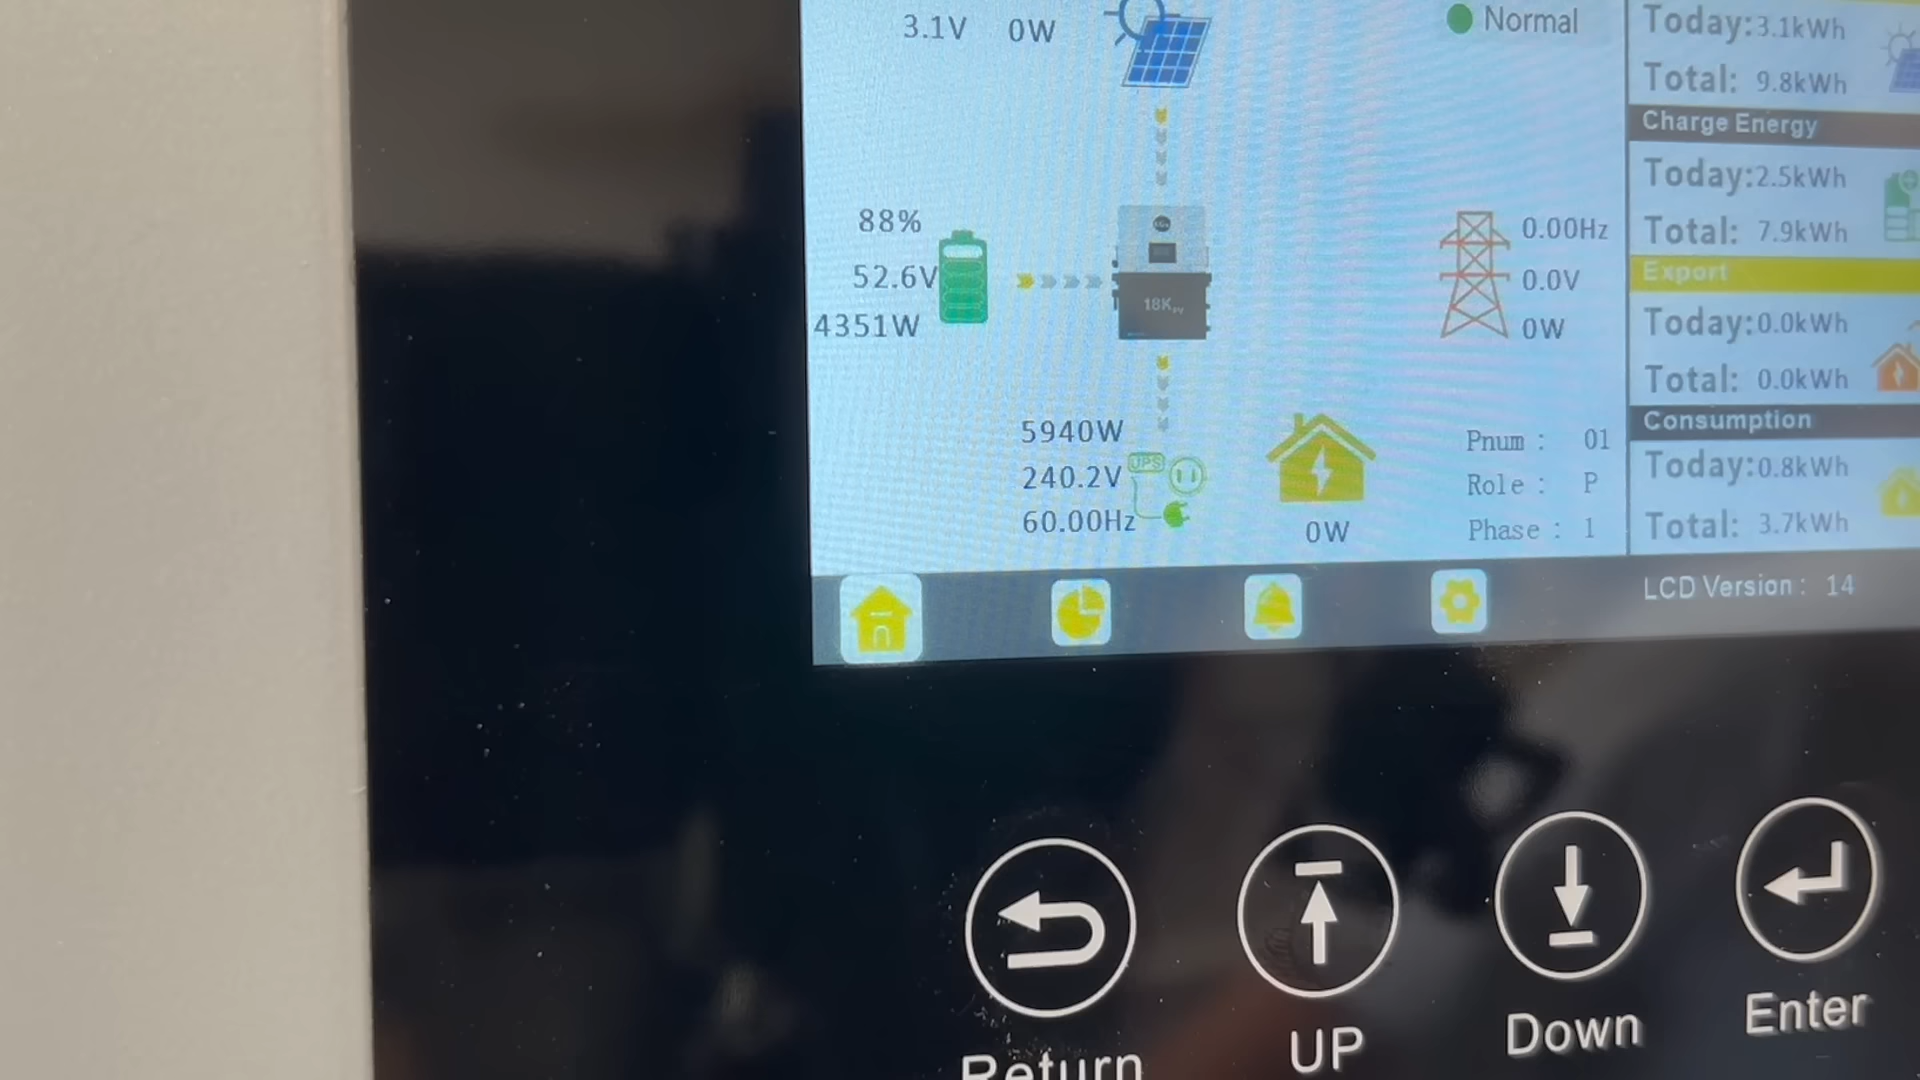 3.1V 0W
Normal
88%
52.6V
4351W
18KPV
0.00Hz
0.0V
0W
5940W
240.2V
60.00Hz
UPS
0W
Pnum : 01
Role : P
Phase : 1
Today:3.1kWh
Total: 9.8kWh
Charge Energy
Today:2.5kWh
Total: 7.9kWh
Export
Today:0.0kWh
Total: 0.0kWh
Consumption
Today:0.8kWh
Total: 3.7kWh
LCD Version : 14
Return
UP
Down
Enter